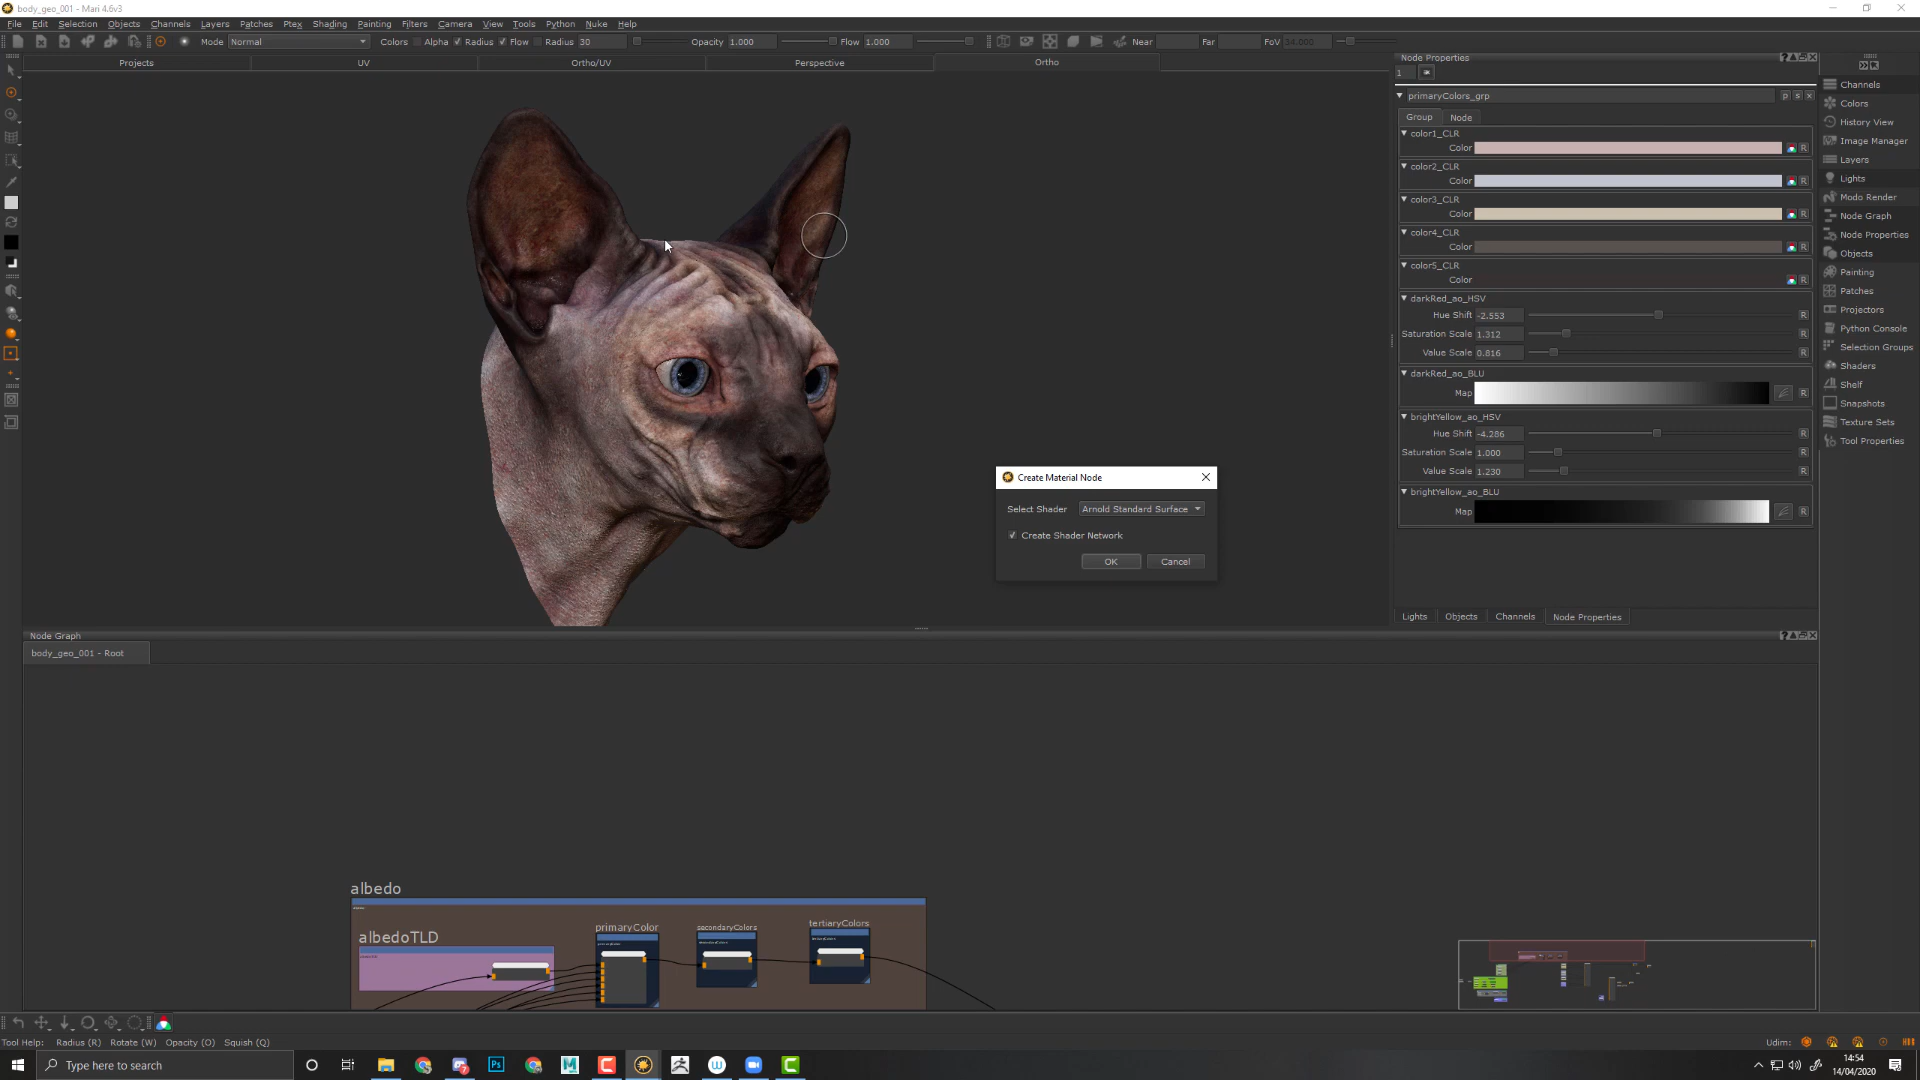 body_geo_001 - Mari 4.6v3
File Edit Selection Objects Channels Layers Patches Ptex Shading Painting Filters Camera View Tools Python Nuke Help
Mode Normal Colors Alpha Radius Flow Radius 30 Opacity 1.000 Flow 1.000 Near Far FoV 34.000
Projects UV Ortho/UV Perspective Ortho
Node Properties
1
primaryColors_grp
Group Node
color1_CLR
Color R
color2_CLR
Color R
color3_CLR
Color R
color4_CLR
Color R
color5_CLR
Color R
darkRed_ao_HSV
Hue Shift -2.553 R
Saturation Scale 1.312 R
Value Scale 0.816 R
darkRed_ao_BLU
Map R
brightYellow_ao_HSV
Hue Shift -4.286 R
Saturation Scale 1.000 R
Value Scale 1.230 R
brightYellow_ao_BLU
Map R
Lights Objects Channels Node Properties
Channels
Colors
History View
Image Manager
Layers
Lights
Modo Render
Node Graph
Node Properties
Objects
Painting
Patches
Projectors
Python Console
Selection Groups
Shaders
Shelf
Snapshots
Texture Sets
Tool Properties
Create Material Node
Select Shader Arnold Standard Surface
Create Shader Network
OK Cancel
Node Graph
body_geo_001 - Root
albedo
albedoTLD
primaryColor
secondaryColors
tertiaryColors
Tool Help: Radius (R) Rotate (W) Opacity (O) Squish (Q)
Udim:
Type here to search
14:54
14/04/2020